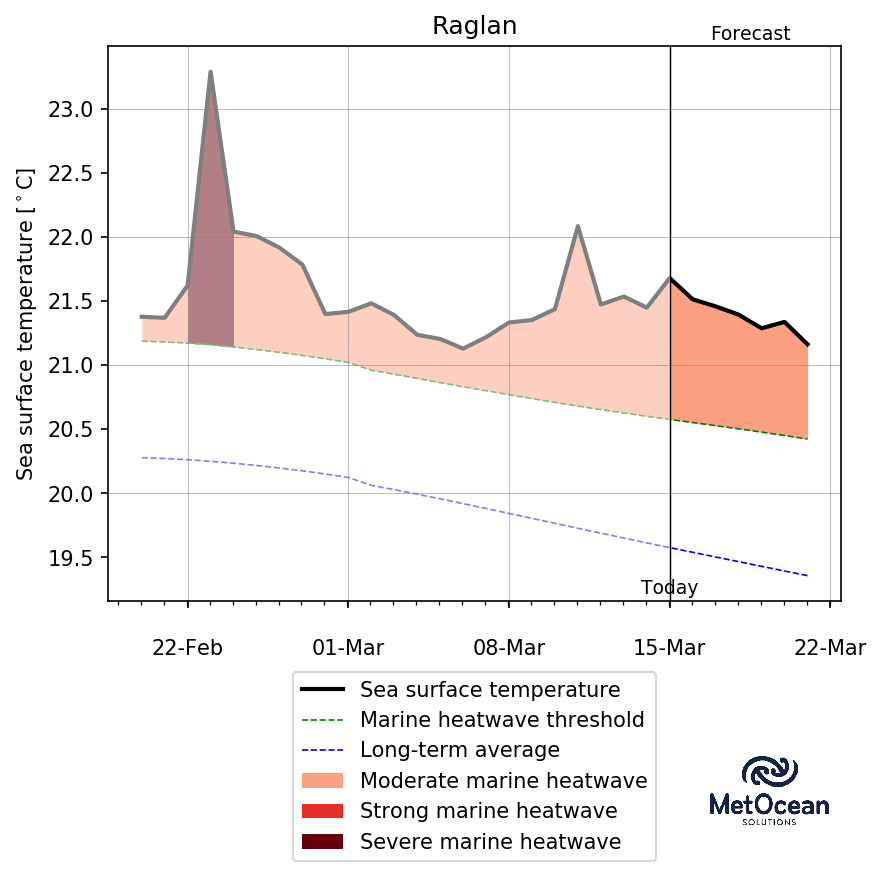 Raglan
Forecast
Sea surface temperature [°C]
23.0
22.5
22.0
21.5
21.0
20.5
20.0
19.5
Today
22-Feb 01-Mar 08-Mar 15-Mar 22-Mar
Sea surface temperature
Marine heatwave threshold
Long-term average
Moderate marine heatwave
Strong marine heatwave
Severe marine heatwave
MetOcean
SOLUTIONS